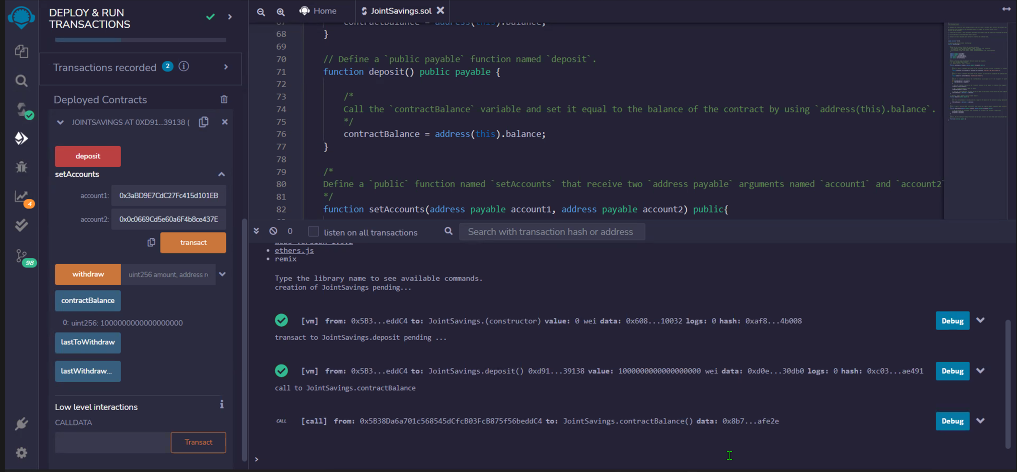 DEPLOY & RUN
TRANSACTIONS
Transactions recorded 2 i
Deployed Contracts
JOINTSAVINGS AT 0XD91...39138 (
deposit
setAccounts
account1: 0x3aBD9E7CdC27Fc415d101EB
account2: 0x0c0669Cd5e60a6F4b8ce437E
transact
withdraw uint256 amount, address r
contractBalance
0: uint256: 1000000000000000000
lastToWithdraw
lastWithdraw...
Low level interactions i
CALLDATA
Transact
Home JointSavings.sol
68 }
69
70 // Define a `public payable` function named `deposit`.
71 function deposit() public payable {
72
73 /*
74 Call the `contractBalance` variable and set it equal to the balance of the contract by using `address(this).balance`.
75 */
76 contractBalance = address(this).balance;
77 }
78
79 /*
80 Define a `public` function named `setAccounts` that receive two `address payable` arguments named `account1` and `account2`
81 */
82 function setAccounts(address payable account1, address payable account2) public{
0 listen on all transactions Search with transaction hash or address
• ethers.js
• remix
Type the library name to see available commands.
creation of JointSavings pending...
[vm] from: 0x5B3...eddC4 to: JointSavings.(constructor) value: 0 wei data: 0x608...10032 logs: 0 hash: 0xaf8...4b008 Debug
transact to JointSavings.deposit pending ...
[vm] from: 0x5B3...eddC4 to: JointSavings.deposit() 0xd91...39138 value: 1000000000000000000 wei data: 0xd0e...30db0 logs: 0 hash: 0xc03...ae491 Debug
call to JointSavings.contractBalance
CALL [call] from: 0x5B38Da6a701c568545dCfcB03FcB875f56beddC4 to: JointSavings.contractBalance() data: 0x8b7...afe2e Debug
>